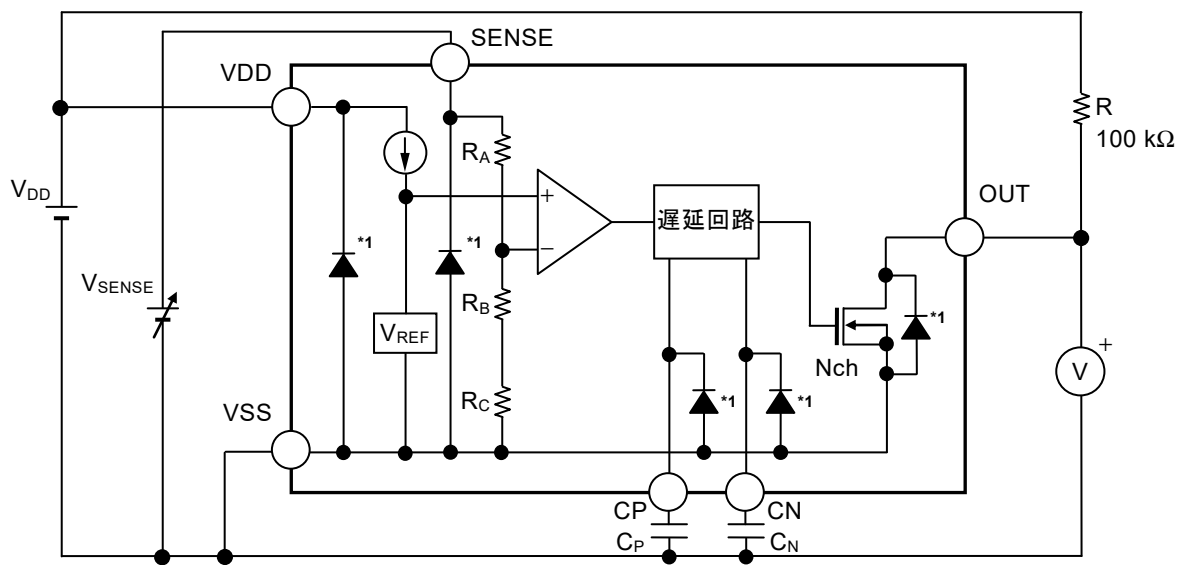 SENSE
VDD
R
100 kΩ
RA
VDD
+
遅延回路
OUT
*1
*1
−
VSENSE
RB
*1
VREF
Nch
+
V
*1
*1
RC
VSS
CP
CN
CP
CN